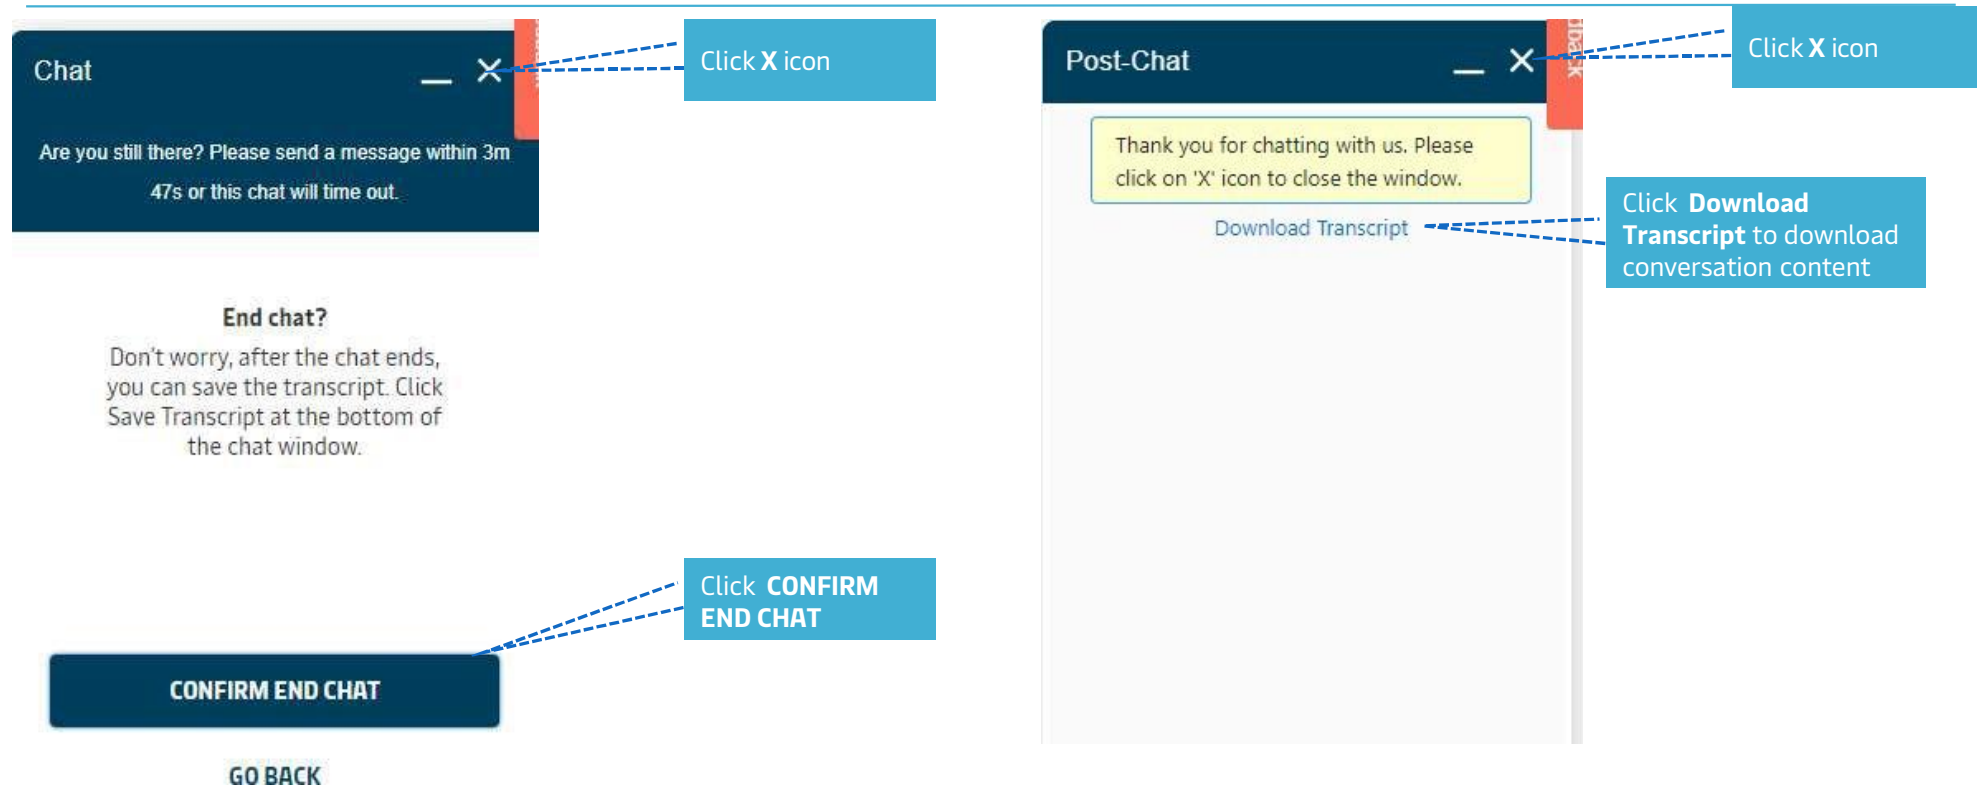 Chat
Click X icon
Are you still there? Please send a message within 3m
47s or this chat will time out.
End chat?
Don't worry, after the chat ends,
you can save the transcript. Click
Save Transcript at the bottom of
the chat window.
Click CONFIRM
END CHAT
CONFIRM END CHAT
GO BACK
Post-Chat
Click X icon
Thank you for chatting with us. Please
click on 'X' icon to close the window.
Download Transcript
Click Download
Transcript to download
conversation content